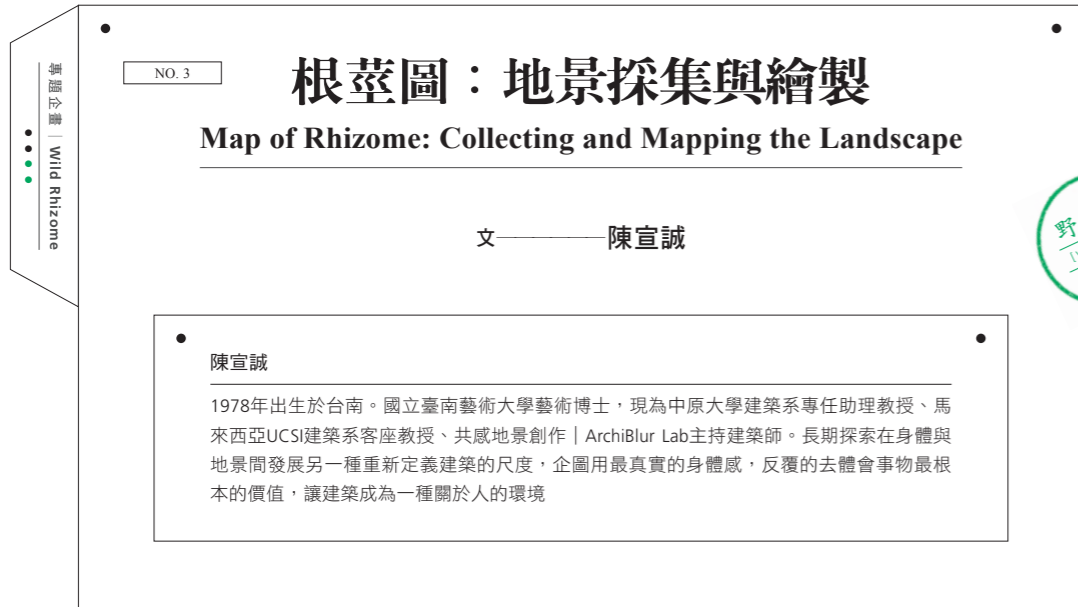 專題企畫｜Wild Rhizome
NO. 3
根莖圖：地景採集與繪製
Map of Rhizome: Collecting and Mapping the Landscape
文————陳宣誠
野
陳宣誠
1978年出生於台南。國立臺南藝術大學藝術博士，現為中原大學建築系專任助理教授、馬
來西亞UCSI建築系客座教授、共感地景創作｜ArchiBlur Lab主持建築師。長期探索在身體與
地景間發展另一種重新定義建築的尺度，企圖用最真實的身體感，反覆的去體會事物最根
本的價值，讓建築成為一種關於人的環境